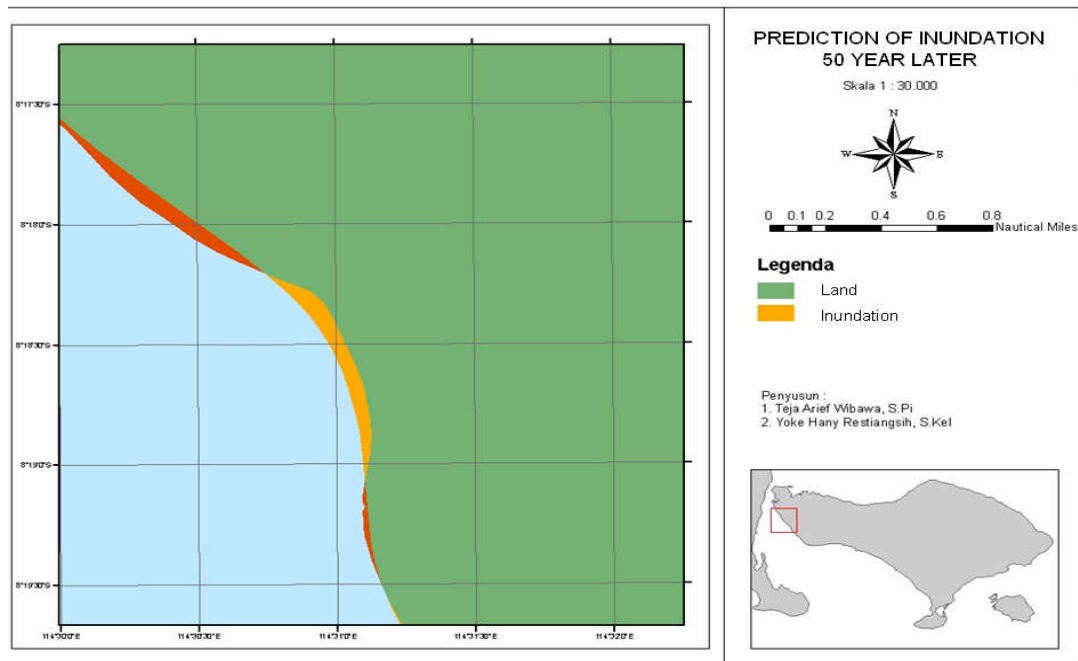 PREDICTION OF INUNDATION
50 YEAR LATER
Skala 1 : 30.000
N
W E
S
0 0.1 0.2 0.4 0.6 0.8
Nautical Miles
Legenda
Land
Inundation
Penyusun :
1. Teja Arief Wibawa, S.Pi
2. Yoke Hany Restiangsih, S.Kel
8°17'30"S
8°18'0"S
8°18'30"S
8°19'0"S
8°19'30"S
114°30'0"E 114°30'30"E 114°31'0"E 114°31'30"E 114°32'0"E